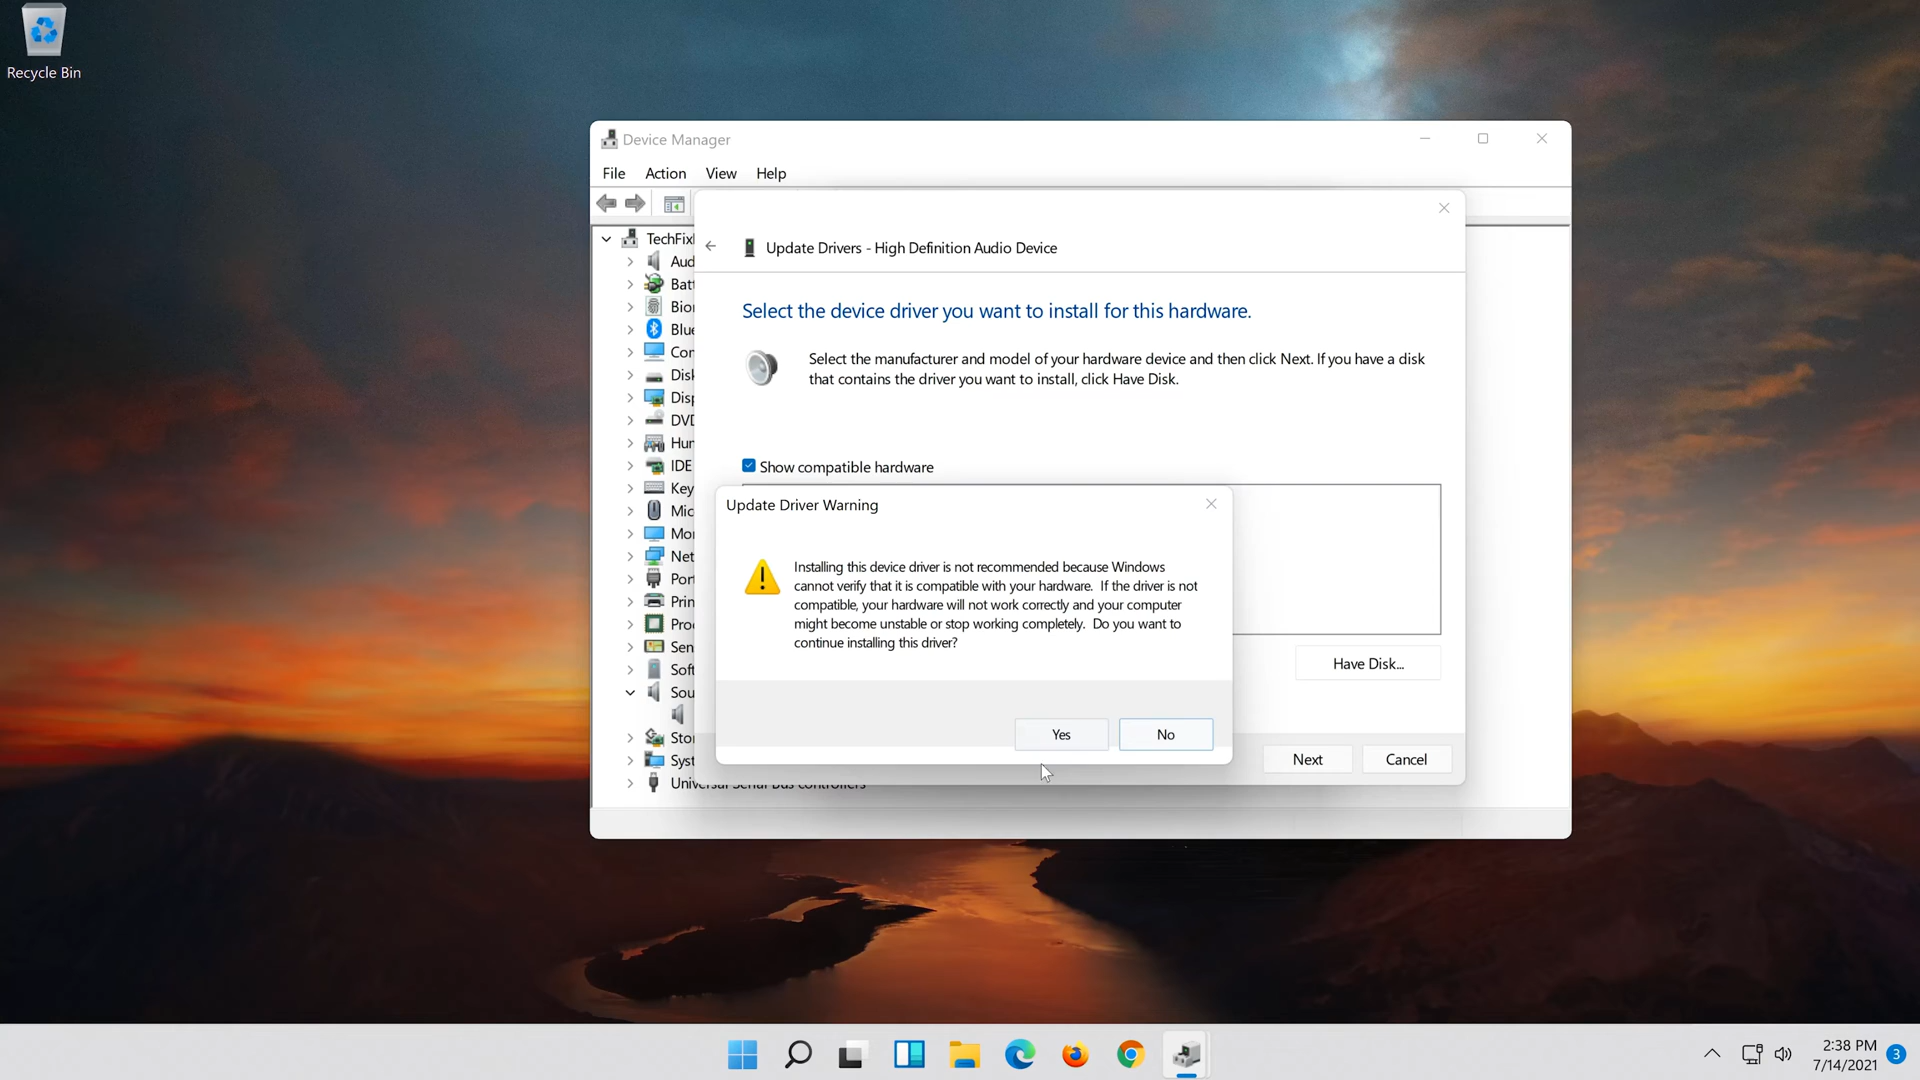 Recycle Bin
Device Manager
File Action View Help
TechFix
Aud
Batt
Bior
Blue
Con
Disk
Disp
DVD
Hum
IDE
Key
Mic
Mor
Net
Port
Prin
Proc
Sen
Soft
Sou
Stor
Syst
Universal Serial Bus controllers
Update Drivers - High Definition Audio Device
Select the device driver you want to install for this hardware.
Select the manufacturer and model of your hardware device and then click Next. If you have a disk
that contains the driver you want to install, click Have Disk.
Show compatible hardware
Update Driver Warning
Installing this device driver is not recommended because Windows
cannot verify that it is compatible with your hardware. If the driver is not
compatible, your hardware will not work correctly and your computer
might become unstable or stop working completely. Do you want to
continue installing this driver?
Yes No
Have Disk...
Next Cancel
2:38 PM
7/14/2021
3